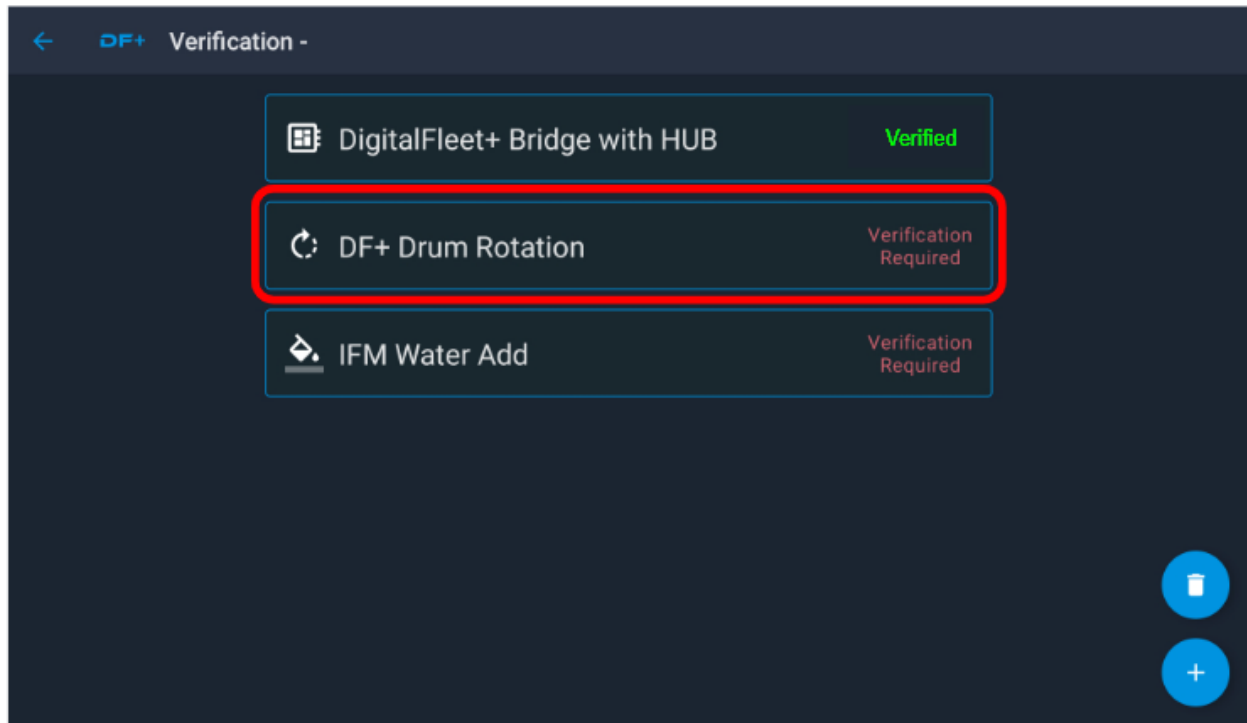 DF+ Verification -
DigitalFleet+ Bridge with HUB Verified
DF+ Drum Rotation Verification
Required
IFM Water Add Verification
Required